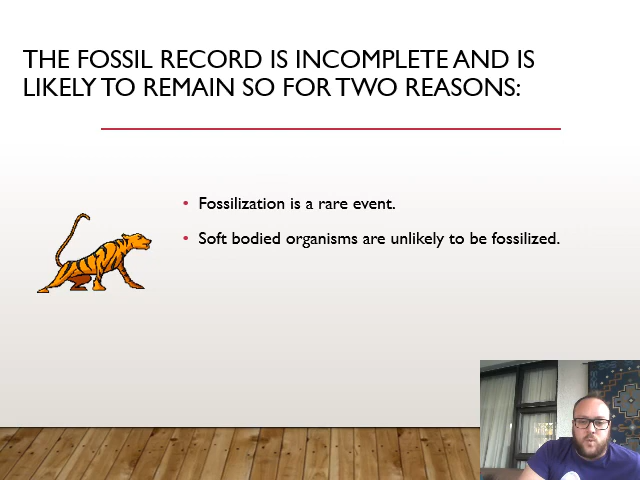 THE FOSSIL RECORD IS INCOMPLETE AND IS
LIKELY TO REMAIN SO FOR TWO REASONS:
• Fossilization is a rare event.
• Soft bodied organisms are unlikely to be fossilized.